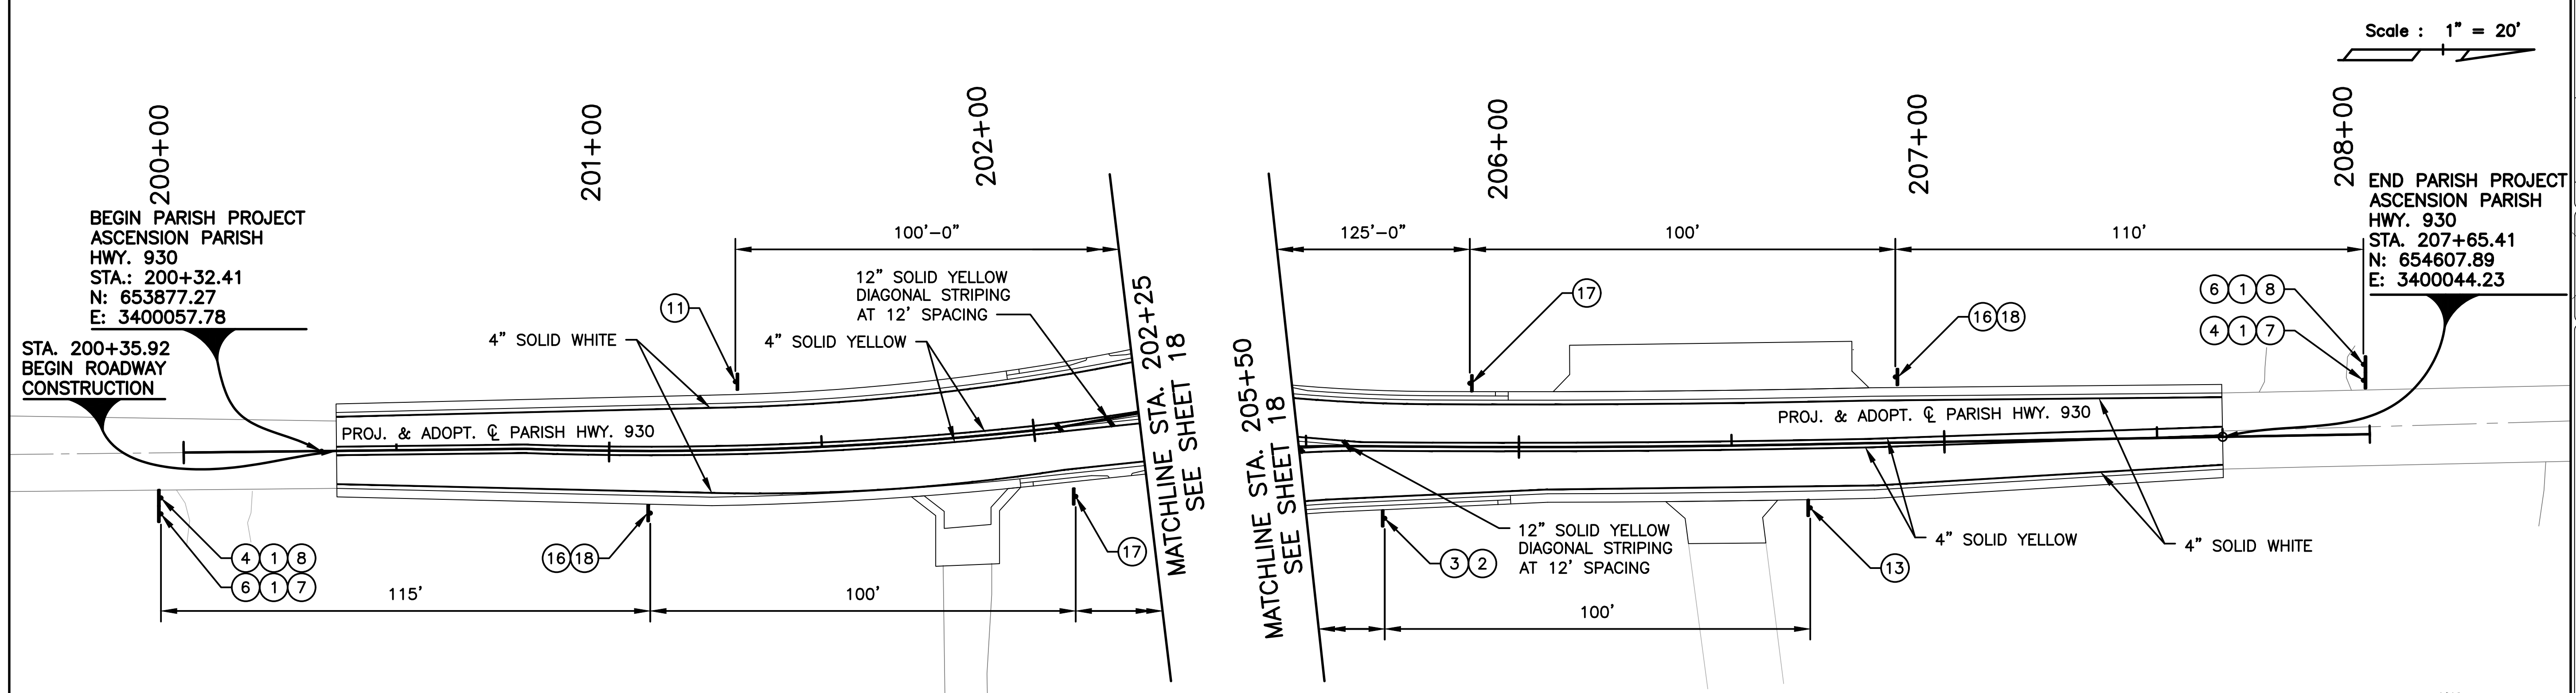 Scale : 1" = 20'
200+00
201+00
202+00
206+00
207+00
208+00
BEGIN PARISH PROJECT
ASCENSION PARISH
HWY. 930
STA.: 200+32.41
N: 653877.27
E: 3400057.78
STA. 200+35.92
BEGIN ROADWAY
CONSTRUCTION
100'-0"
11
12" SOLID YELLOW
DIAGONAL STRIPING
AT 12' SPACING
4" SOLID WHITE
4" SOLID YELLOW
PROJ. & ADOPT. ℄ PARISH HWY. 930
4 1 8
6 1 7
16 18
17
115'
100'
MATCHLINE STA. 202+25
SEE SHEET 18
MATCHLINE STA. 205+50
SEE SHEET 18
125'-0"
100'
110'
17
16 18
6 1 8
4 1 7
END PARISH PROJECT
ASCENSION PARISH
HWY. 930
STA. 207+65.41
N: 654607.89
E: 3400044.23
PROJ. & ADOPT. ℄ PARISH HWY. 930
3 2
12" SOLID YELLOW
DIAGONAL STRIPING
AT 12' SPACING
13
4" SOLID YELLOW
4" SOLID WHITE
100'